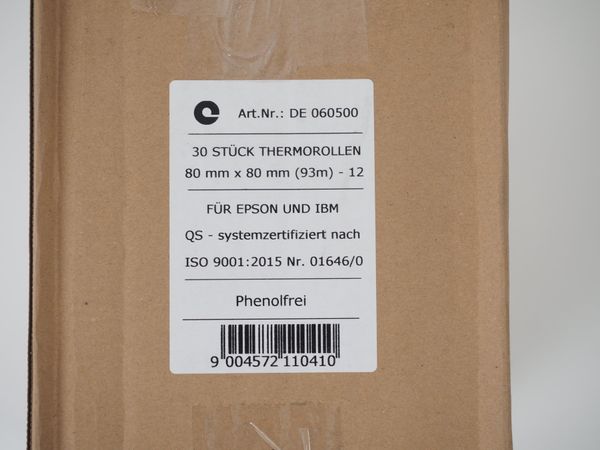 Art.Nr.: DE 060500
30 STÜCK THERMOROLLEN
80 mm x 80 mm (93m) - 12
FÜR EPSON UND IBM
QS - systemzertifiziert nach
ISO 9001:2015 Nr. 01646/0
Phenolfrei
9 004572 110410